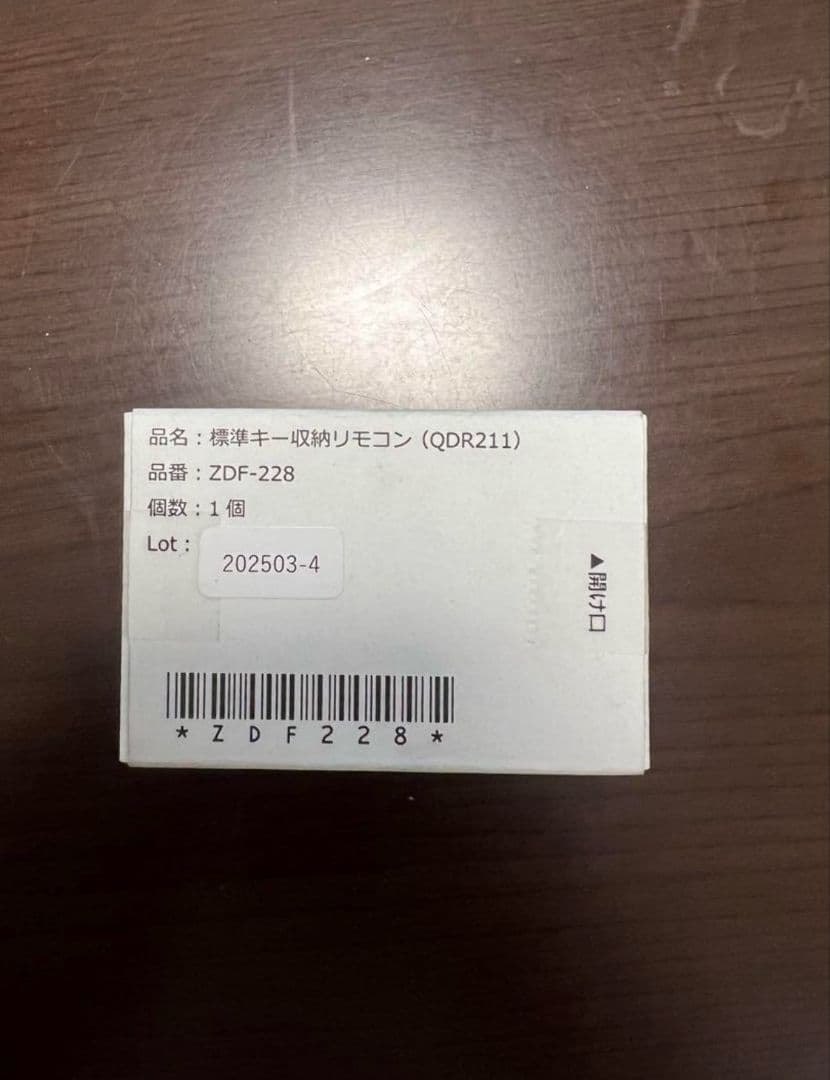 品名：標準キー収納リモコン（QDR211）
品番：ZDF-228
個数：1 個
Lot：
202503-4
▲開け口
*ZDF228*